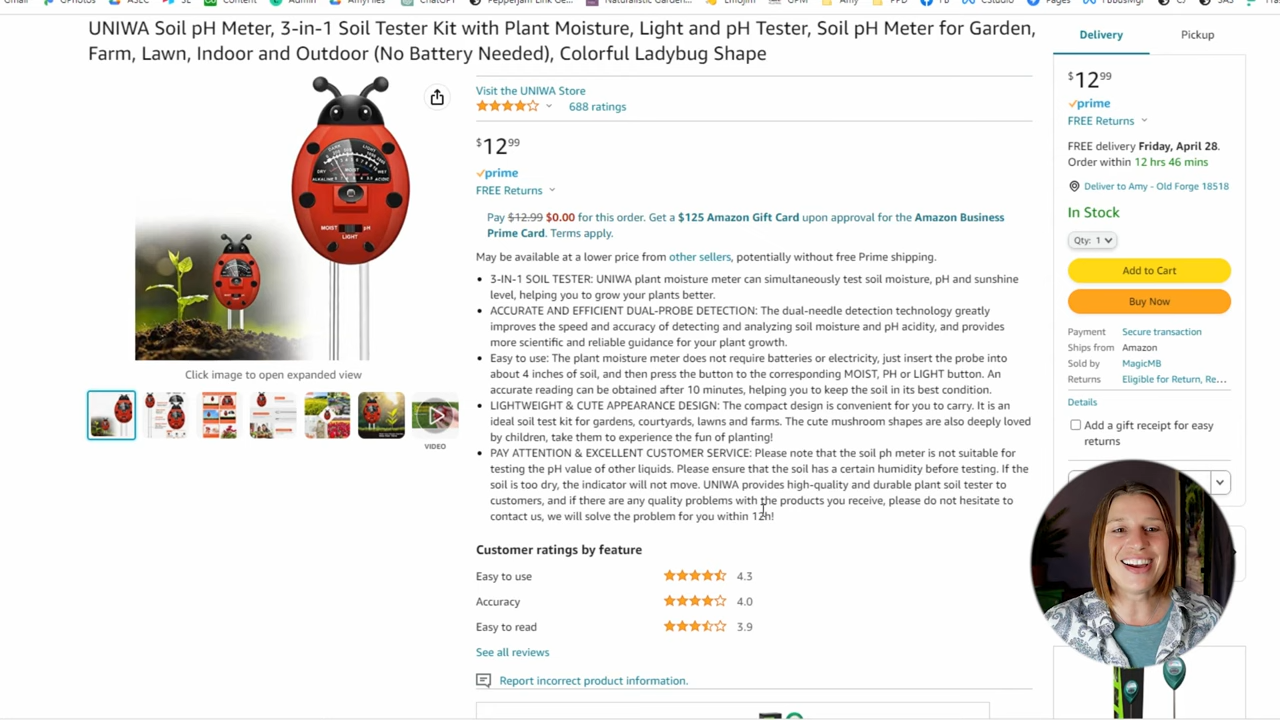 Gmail
ASEC
SE
Content
Admin
AmyFiles
ChatGPT
Pepperjam Link Ge...
Naturalistic Garden...
Emojim
Amy
PPD
FB
CStudio
Pages
CJ
SAS
UNIWA Soil pH Meter, 3-in-1 Soil Tester Kit with Plant Moisture, Light and pH Tester, Soil pH Meter for Garden,
Farm, Lawn, Indoor and Outdoor (No Battery Needed), Colorful Ladybug Shape
MOIST pH
LIGHT
Click image to open expanded view
VIDEO
Visit the UNIWA Store
688 ratings
$12 99
prime
FREE Returns
Pay $12.99 $0.00 for this order. Get a $125 Amazon Gift Card upon approval for the Amazon Business
Prime Card. Terms apply.
May be available at a lower price from other sellers, potentially without free Prime shipping.
• 3-IN-1 SOIL TESTER: UNIWA plant moisture meter can simultaneously test soil moisture, pH and sunshine
level, helping you to grow your plants better.
• ACCURATE AND EFFICIENT DUAL-PROBE DETECTION: The dual-needle detection technology greatly
improves the speed and accuracy of detecting and analyzing soil moisture and pH acidity, and provides
more scientific and reliable guidance for your plant growth.
• Easy to use: The plant moisture meter does not require batteries or electricity, just insert the probe into
about 4 inches of soil, and then press the button to the corresponding MOIST, PH or LIGHT button. An
accurate reading can be obtained after 10 minutes, helping you to keep the soil in its best condition.
• LIGHTWEIGHT & CUTE APPEARANCE DESIGN: The compact design is convenient for you to carry. It is an
ideal soil test kit for gardens, courtyards, lawns and farms. The cute mushroom shapes are also deeply loved
by children, take them to experience the fun of planting!
• PAY ATTENTION & EXCELLENT CUSTOMER SERVICE: Please note that the soil ph meter is not suitable for
testing the pH value of other liquids. Please ensure that the soil has a certain humidity before testing. If the
soil is too dry, the indicator will not move. UNIWA provides high-quality and durable plant soil tester to
customers, and if there are any quality problems with the products you receive, please do not hesitate to
contact us, we will solve the problem for you within 12h!
Customer ratings by feature
Easy to use 4.3
Accuracy 4.0
Easy to read 3.9
See all reviews
Report incorrect product information.
Delivery Pickup
$12 99
prime
FREE Returns
FREE delivery Friday, April 28.
Order within 12 hrs 46 mins
Deliver to Amy - Old Forge 18518
In Stock
Qty: 1
Add to Cart
Buy Now
Payment Secure transaction
Ships from Amazon
Sold by MagicMB
Returns Eligible for Return, Re...
Details
Add a gift receipt for easy
returns